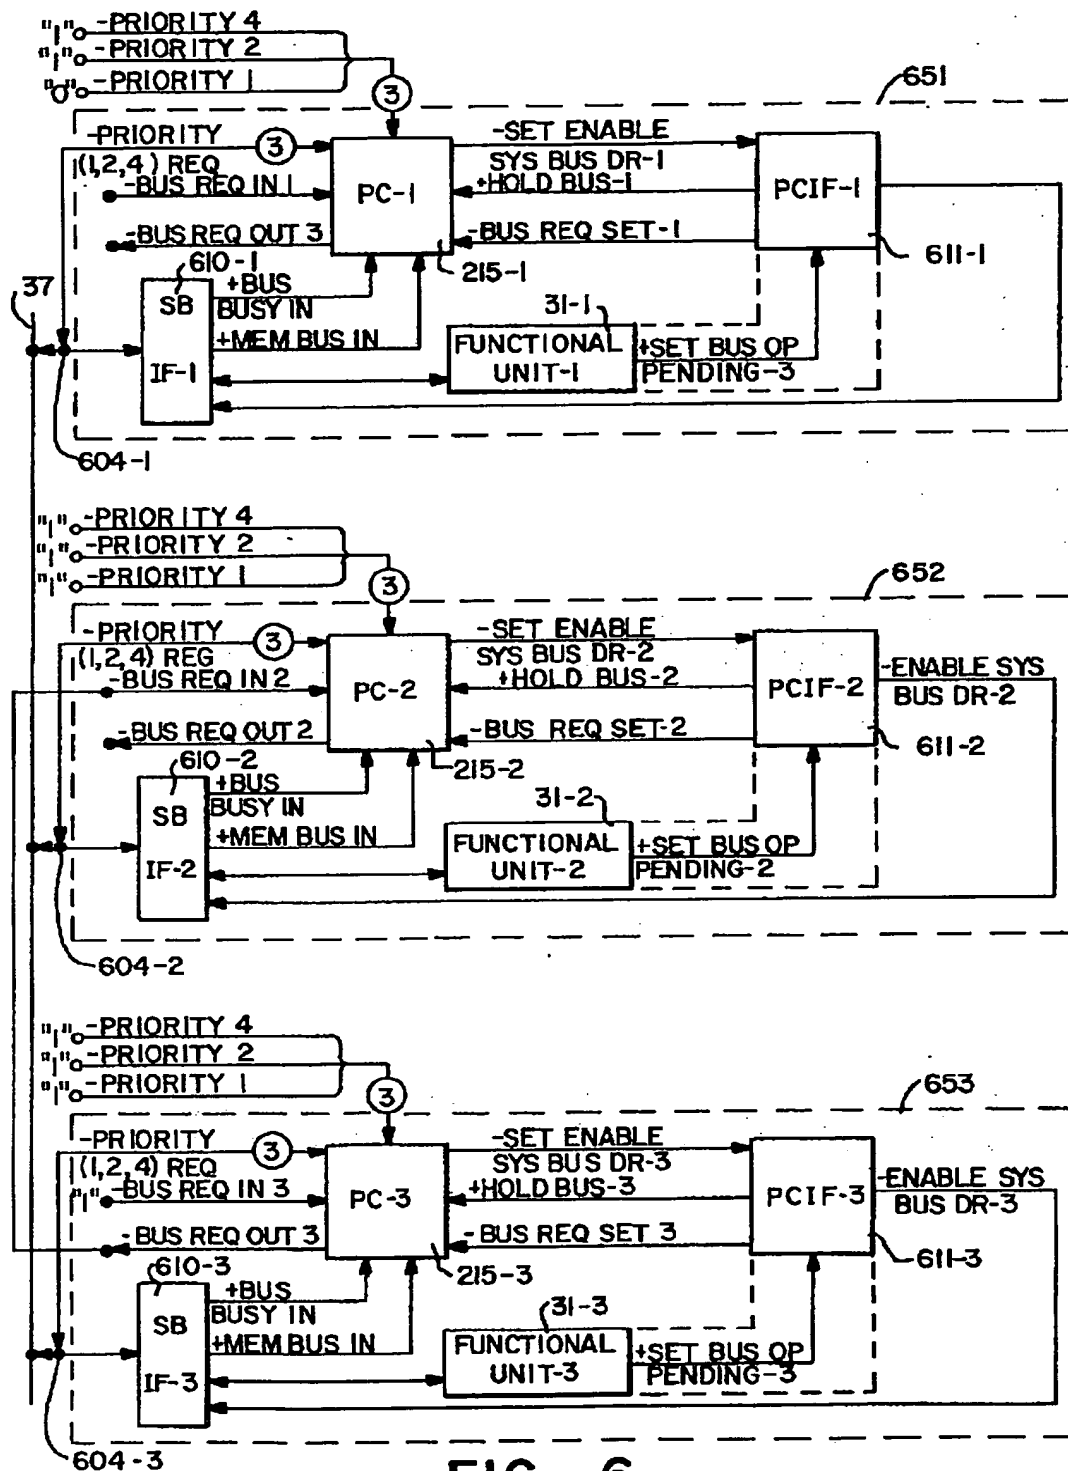 "1" -PRIORITY 4
"1" -PRIORITY 2
"0" -PRIORITY 1
3
651
-PRIORITY
(1,2,4) REQ
3
-BUS REQ IN 1
-BUS REQ OUT 3
PC-1
-SET ENABLE
SYS BUS DR-1
+HOLD BUS-1
-BUS REQ SET-1
PCIF-1
215-1
611-1
610-1
37
SB
IF-1
+BUS
BUSY IN
+MEM BUS IN
31-1
FUNCTIONAL
UNIT-1
+SET BUS OP
PENDING-3
604-1
"1" -PRIORITY 4
"1" -PRIORITY 2
"1" -PRIORITY 1
3
652
-PRIORITY
(1,2,4) REG
3
-BUS REQ IN 2
-BUS REQ OUT 2
PC-2
-SET ENABLE
SYS BUS DR-2
+HOLD BUS-2
-BUS REQ SET-2
PCIF-2
-ENABLE SYS
BUS DR-2
215-2
611-2
610-2
SB
IF-2
+BUS
BUSY IN
+MEM BUS IN
31-2
FUNCTIONAL
UNIT-2
+SET BUS OP
PENDING-2
604-2
"1" -PRIORITY 4
"1" -PRIORITY 2
"1" -PRIORITY 1
3
653
-PRIORITY
(1,2,4) REQ
3
"1" -BUS REQ IN 3
-BUS REQ OUT 3
PC-3
-SET ENABLE
SYS BUS DR-3
+HOLD BUS-3
-BUS REQ SET 3
PCIF-3
-ENABLE SYS
BUS DR-3
215-3
611-3
610-3
SB
IF-3
+BUS
BUSY IN
+MEM BUS IN
31-3
FUNCTIONAL
UNIT-3
+SET BUS OP
PENDING-3
604-3
FIG. 6